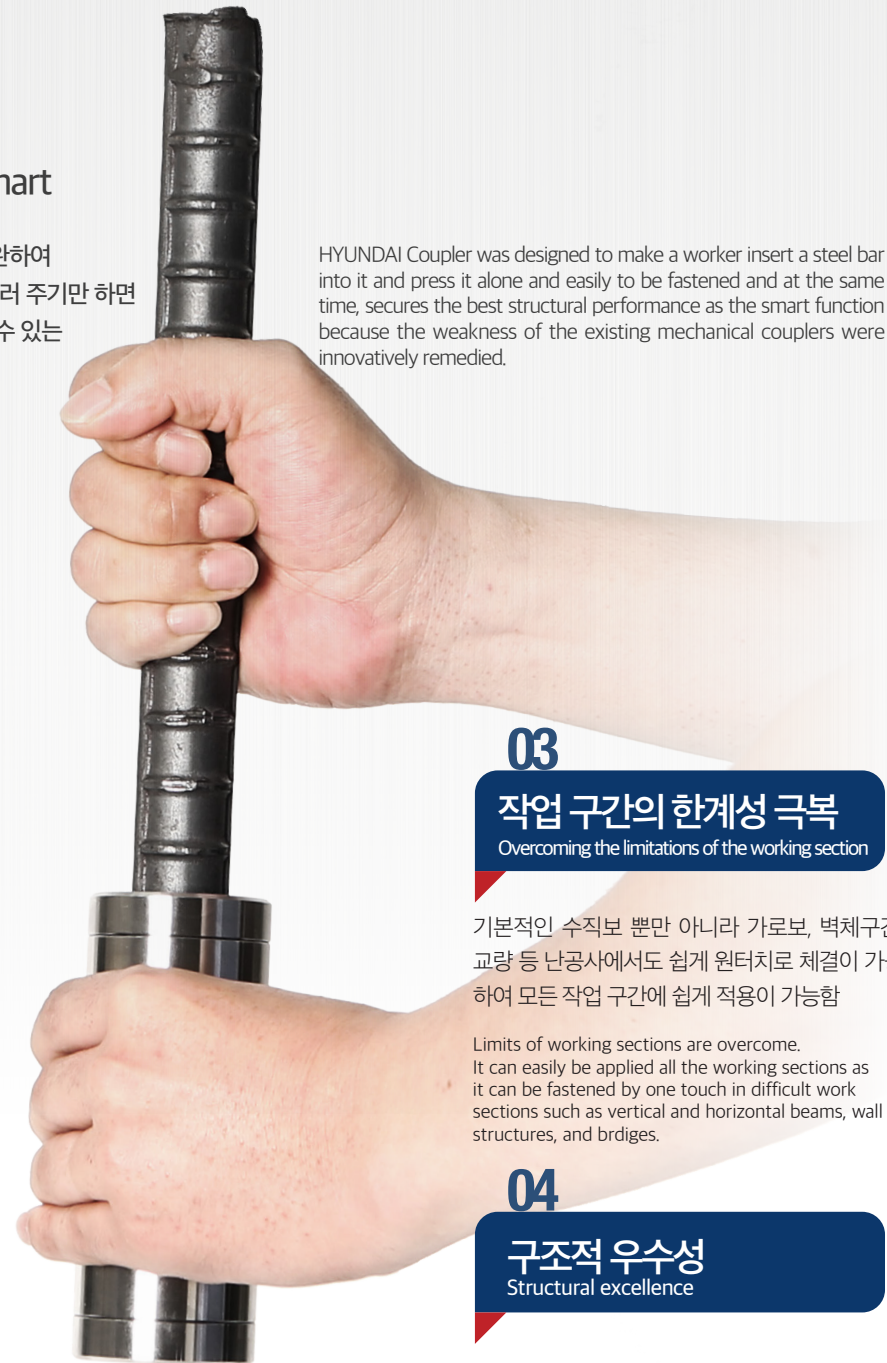 하여
러 주기만 하면
수 있는
HYUNDAI Coupler was designed to make a worker insert a steel bar
into it and press it alone and easily to be fastened and at the same
time, secures the best structural performance as the smart function
because the weakness of the existing mechanical couplers were
innovatively remedied.
03
작업 구간의 한계성 극복
Overcoming the limitations of the working section
기본적인 수직보 뿐만 아니라 가로보, 벽체구
교량 등 난공사에서도 쉽게 원터치로 체결이 가
하여 모든 작업 구간에 쉽게 적용이 가능함
Limits of working sections are overcome.
It can easily be applied all the working sections as
it can be fastened by one touch in difficult work
sections such as vertical and horizontal beams, wall
structures, and brdiges.
04
구조적 우수성
Structural excellence